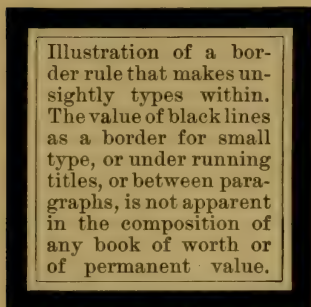 Illustration of a bor-
der rule that makes un-
sightly types within.
The value of black lines
as a border for small
type, or under running
titles, or between para-
graphs, is not apparent
in the composition of
any book of worth or
of permanent value.